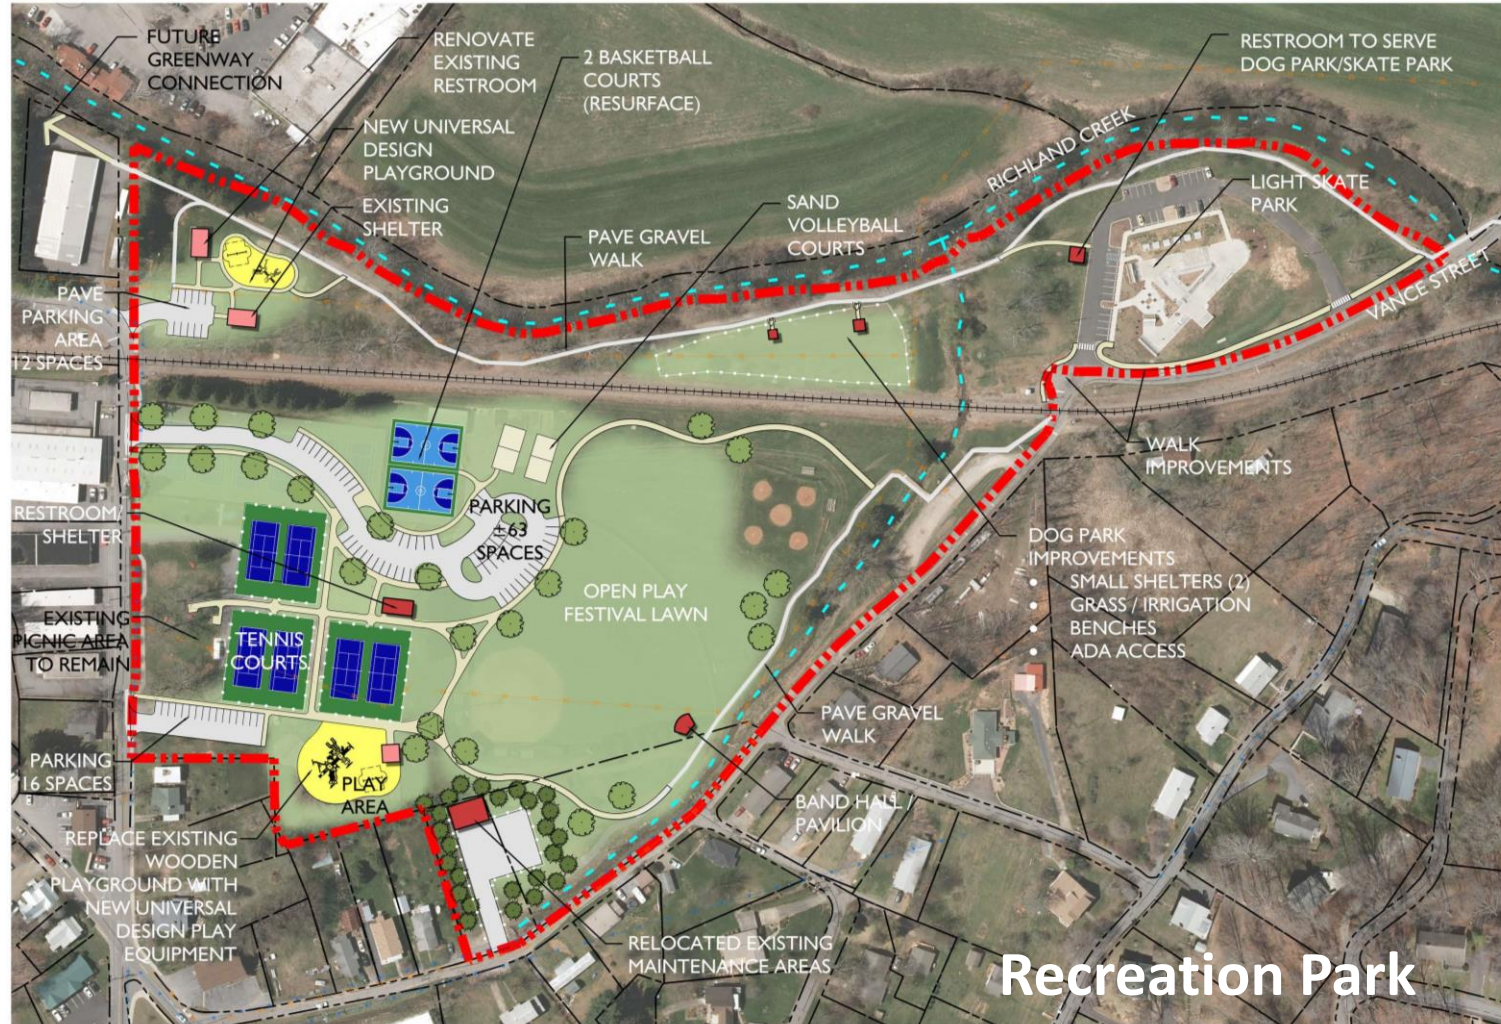 FUTURE
GREENWAY
CONNECTION
RENOVATE
EXISTING
RESTROOM
2 BASKETBALL
COURTS
(RESURFACE)
RESTROOM TO SERVE
DOG PARK/SKATE PARK
NEW UNIVERSAL
DESIGN
PLAYGROUND
EXISTING
SHELTER
PAVE GRAVEL
WALK
SAND
VOLLEYBALL
COURTS
RICHLAND CREEK
LIGHT SKATE
PARK
VANCE STREET
PAVE
PARKING
AREA
12 SPACES
WALK
IMPROVEMENTS
RESTROOM/
SHELTER
PARKING
±63
SPACES
DOG PARK
IMPROVEMENTS
• SMALL SHELTERS (2)
• GRASS / IRRIGATION
• BENCHES
• ADA ACCESS
OPEN PLAY
FESTIVAL LAWN
EXISTING
PICNIC AREA
TO REMAIN
TENNIS
COURTS
PAVE GRAVEL
WALK
PARKING
16 SPACES
PLAY
AREA
BAND HALL /
PAVILION
REPLACE EXISTING
WOODEN
PLAYGROUND WITH
NEW UNIVERSAL
DESIGN PLAY
EQUIPMENT
RELOCATED EXISTING
MAINTENANCE AREAS
Recreation Park